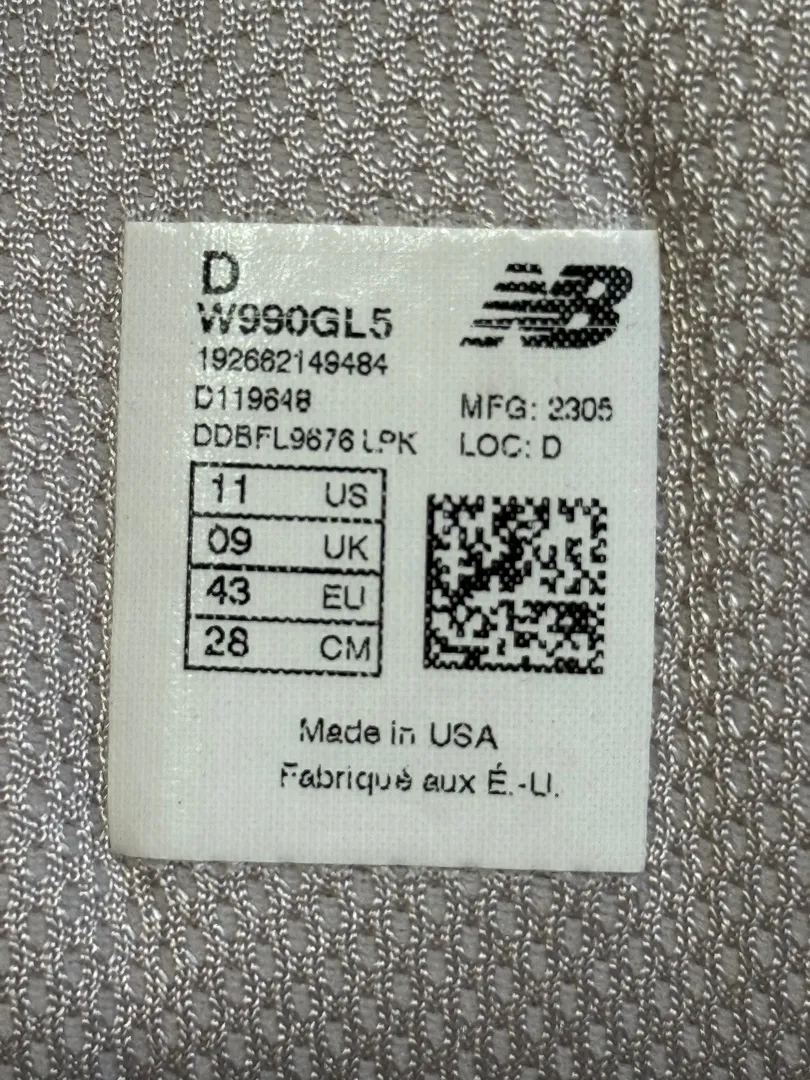 D
W990GL5
192662149484
D119648
DDBFL9676 LPK
NB
MFG: 2305
LOC: D
11 US
09 UK
43 EU
28 CM
Made in USA
Fabriqué aux É.-U.